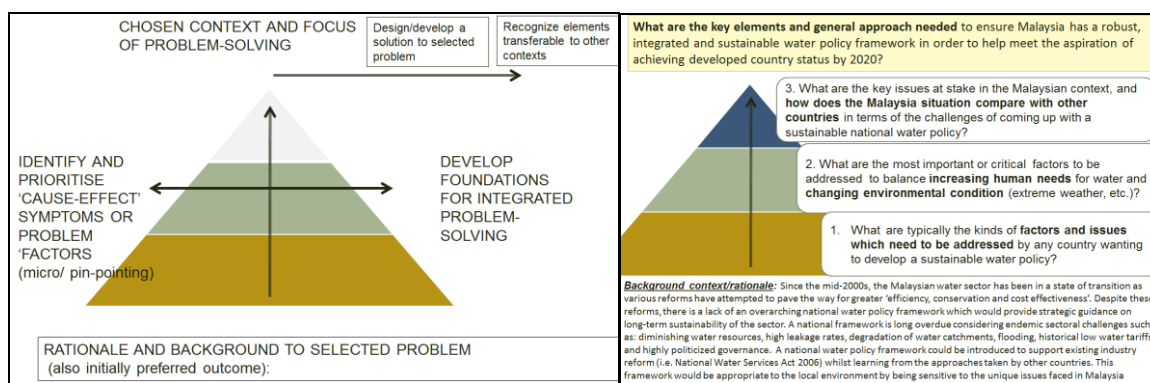 CHOSEN CONTEXT AND FOCUS
OF PROBLEM-SOLVING
Design/develop a
solution to selected
problem
Recognize elements
transferable to other
contexts
IDENTIFY AND
PRIORITISE
‘CAUSE-EFFECT’
SYMPTOMS OR
PROBLEM
‘FACTORS
(micro/ pin-pointing)
DEVELOP
FOUNDATIONS
FOR INTEGRATED
PROBLEM-
SOLVING
RATIONALE AND BACKGROUND TO SELECTED PROBLEM
(also initially preferred outcome):
What are the key elements and general approach needed to ensure Malaysia has a robust,
integrated and sustainable water policy framework in order to help meet the aspiration of
achieving developed country status by 2020?
3. What are the key issues at stake in the Malaysian context, and
how does the Malaysia situation compare with other
countries in terms of the challenges of coming up with a
sustainable national water policy?
2. What are the most important or critical factors to be
addressed to balance increasing human needs for water and
changing environmental condition (extreme weather, etc.)?
1. What are typically the kinds of factors and issues
which need to be addressed by any country wanting
to develop a sustainable water policy?
Background context/rationale: Since the mid-2000s, the Malaysian water sector has been in a state of transition as
various reforms have attempted to pave the way for greater ‘efficiency, conservation and cost effectiveness’. Despite these
reforms, there is a lack of an overarching national water policy framework which would provide strategic guidance on
long-term sustainability of the sector. A national framework is long overdue considering endemic sectoral challenges such
as: diminishing water resources, high leakage rates, degradation of water catchments, flooding, historical low water tariffs
and highly politicized governance. A national water policy framework could be introduced to support existing industry
reform (i.e. National Water Services Act 2006) whilst learning from the approaches taken by other countries. This
framework would be appropriate to the local environment by being sensitive to the unique issues faced in Malaysia